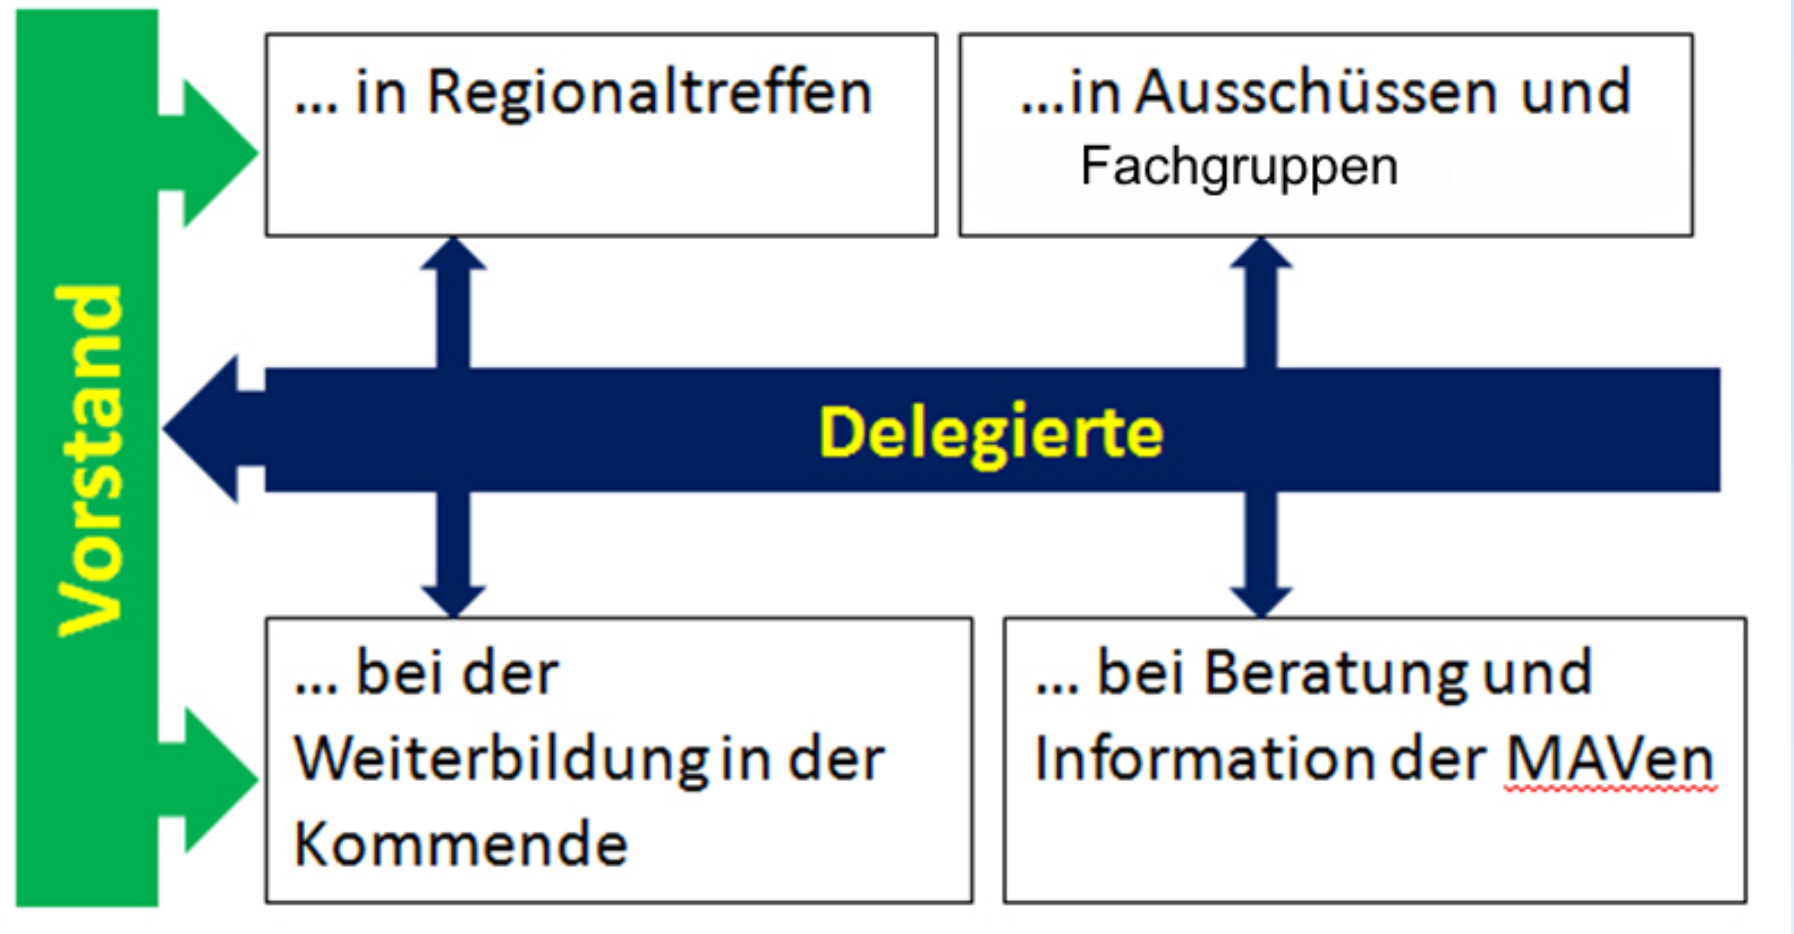 Vorstand
... in Regionaltreffen
...in Ausschüssen und
Fachgruppen
Delegierte
... bei der
Weiterbildung in der
Kommende
... bei Beratung und
Information der MAVen